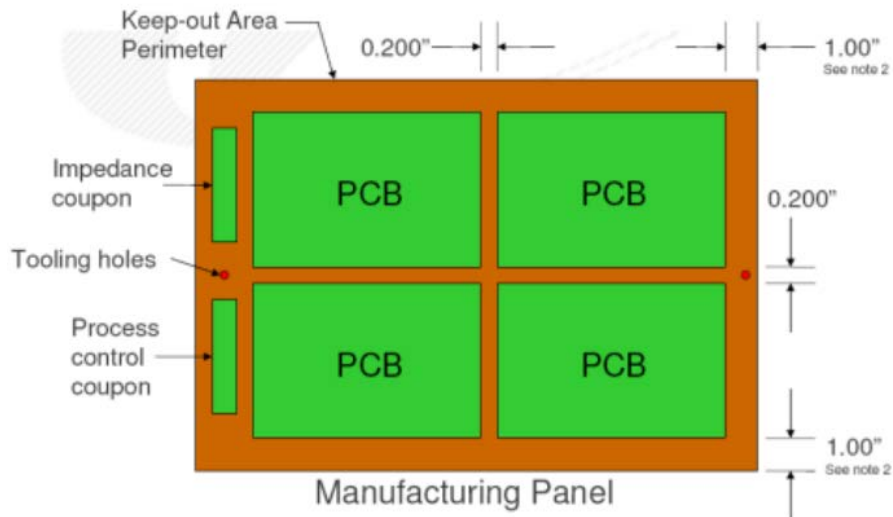 Keep-out Area
Perimeter
0.200”
1.00”
See note 2
Impedance
coupon
PCB
PCB
0.200”
Tooling holes
Process
control
coupon
PCB
PCB
1.00”
See note 2
Manufacturing Panel